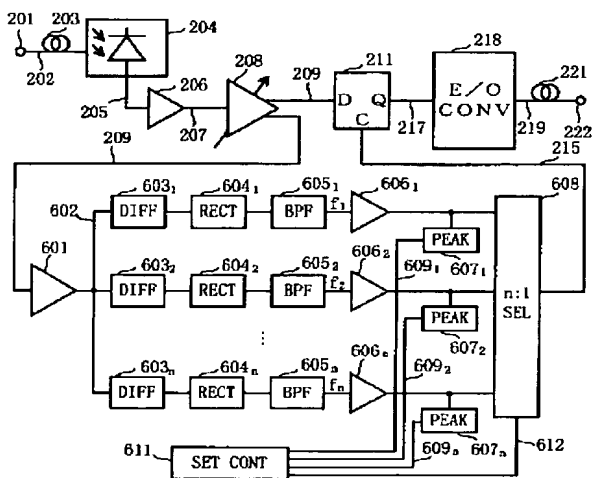 201 203 204 206 208 209 211 218 221
202 205 207 217 219 222
D Q
C
E/O
CONV
209 215
602 603₁ 604₁ 605₁ f₁ 606₁ 608
DIFF RECT BPF
PEAK
601 609₁ 607₁
603₂ 604₂ 605₂ f₂ 606₂
DIFF RECT BPF
n:1
SEL
PEAK
607₂
⋮
603ₙ 604ₙ 605ₙ fₙ 606ₙ 609₂
DIFF RECT BPF
PEAK
611 607ₙ 612
SET CONT
609ₙ